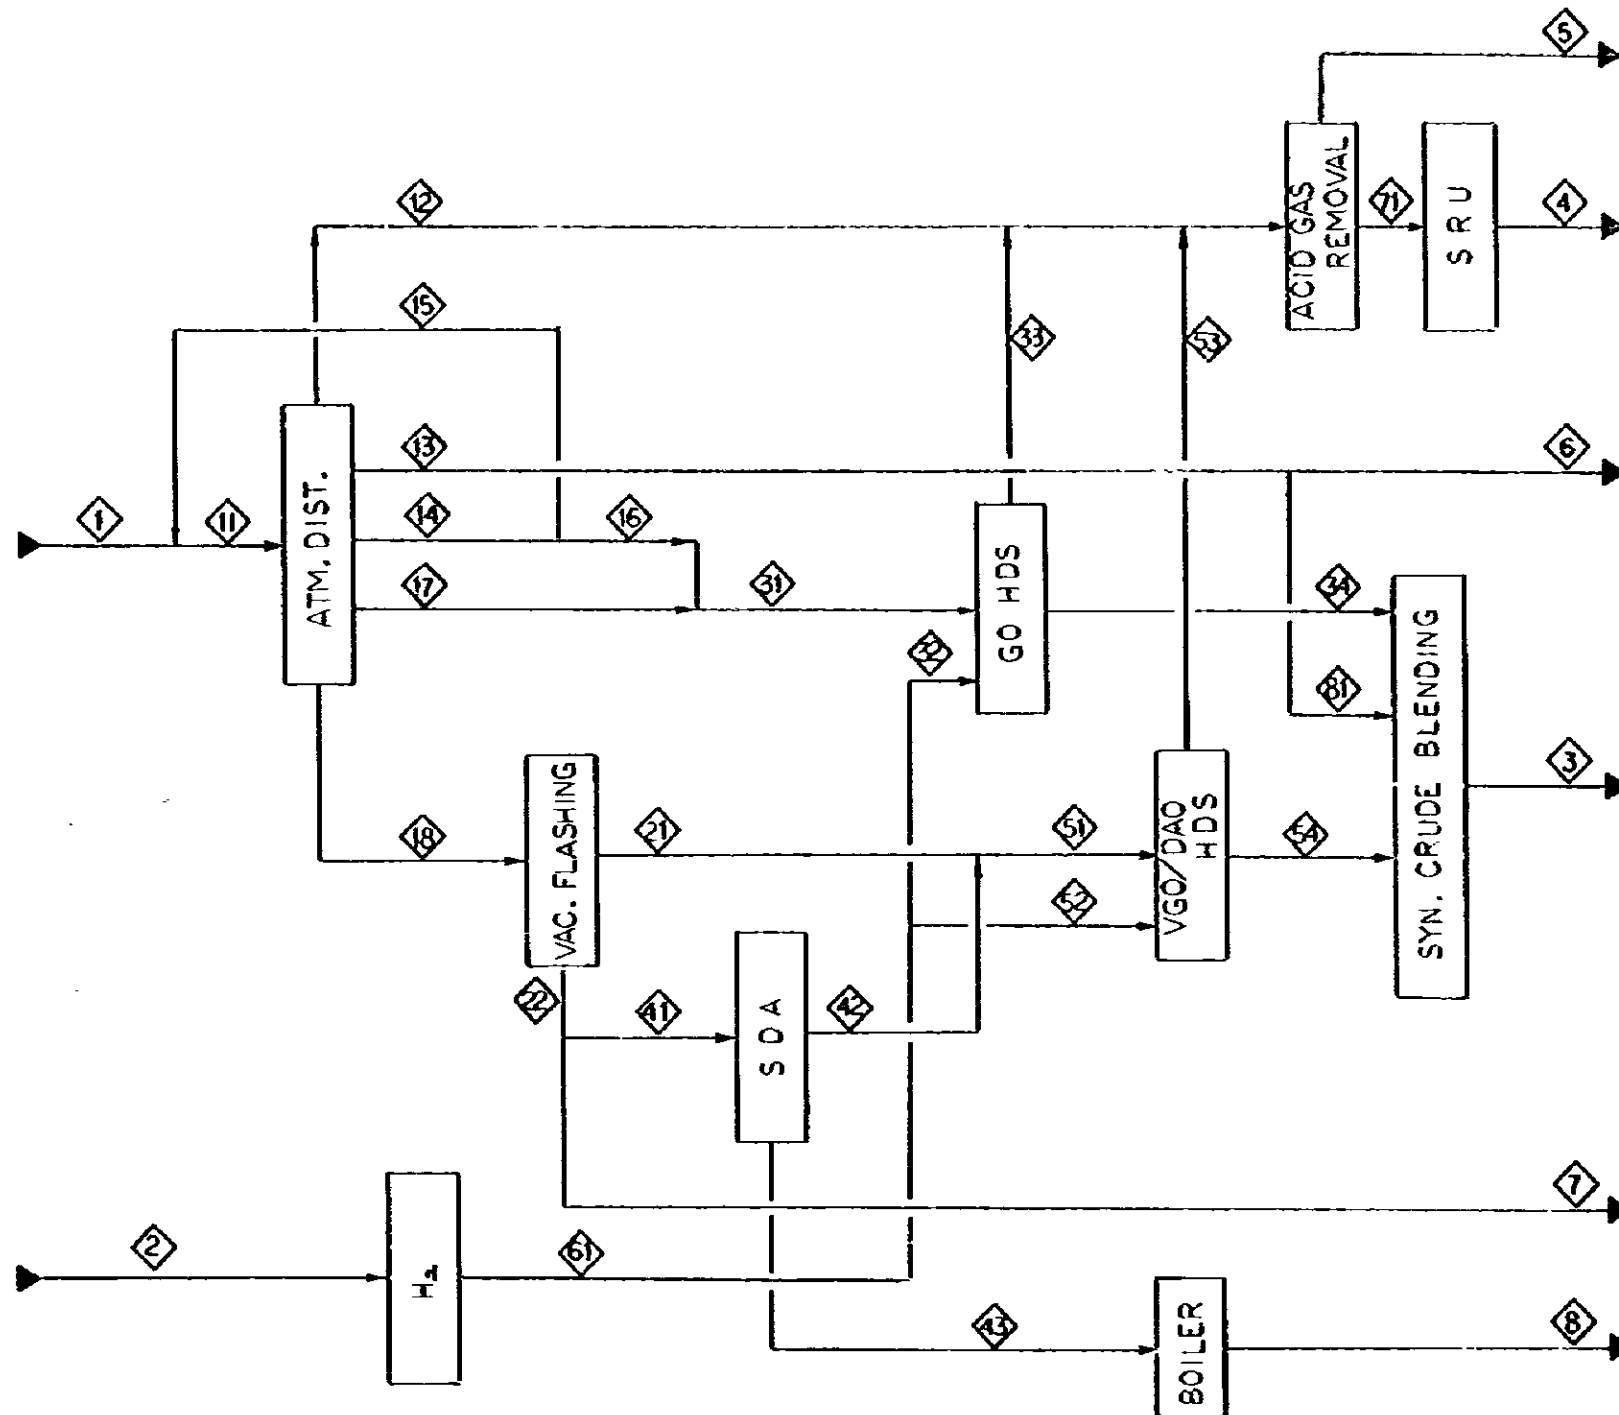 5
12
ACID GAS
REMOVAL
71
SRU
4
15
33
53
13
6
1
11
ATM. DIST.
14
16
17
31
GO HDS
34
32
81
SYN. CRUDE BLENDING
3
VAC. FLASHING
18
21
51
VGO/DAO
HDS
54
52
22
41
SDA
42
7
2
H₂
61
43
BOILER
8